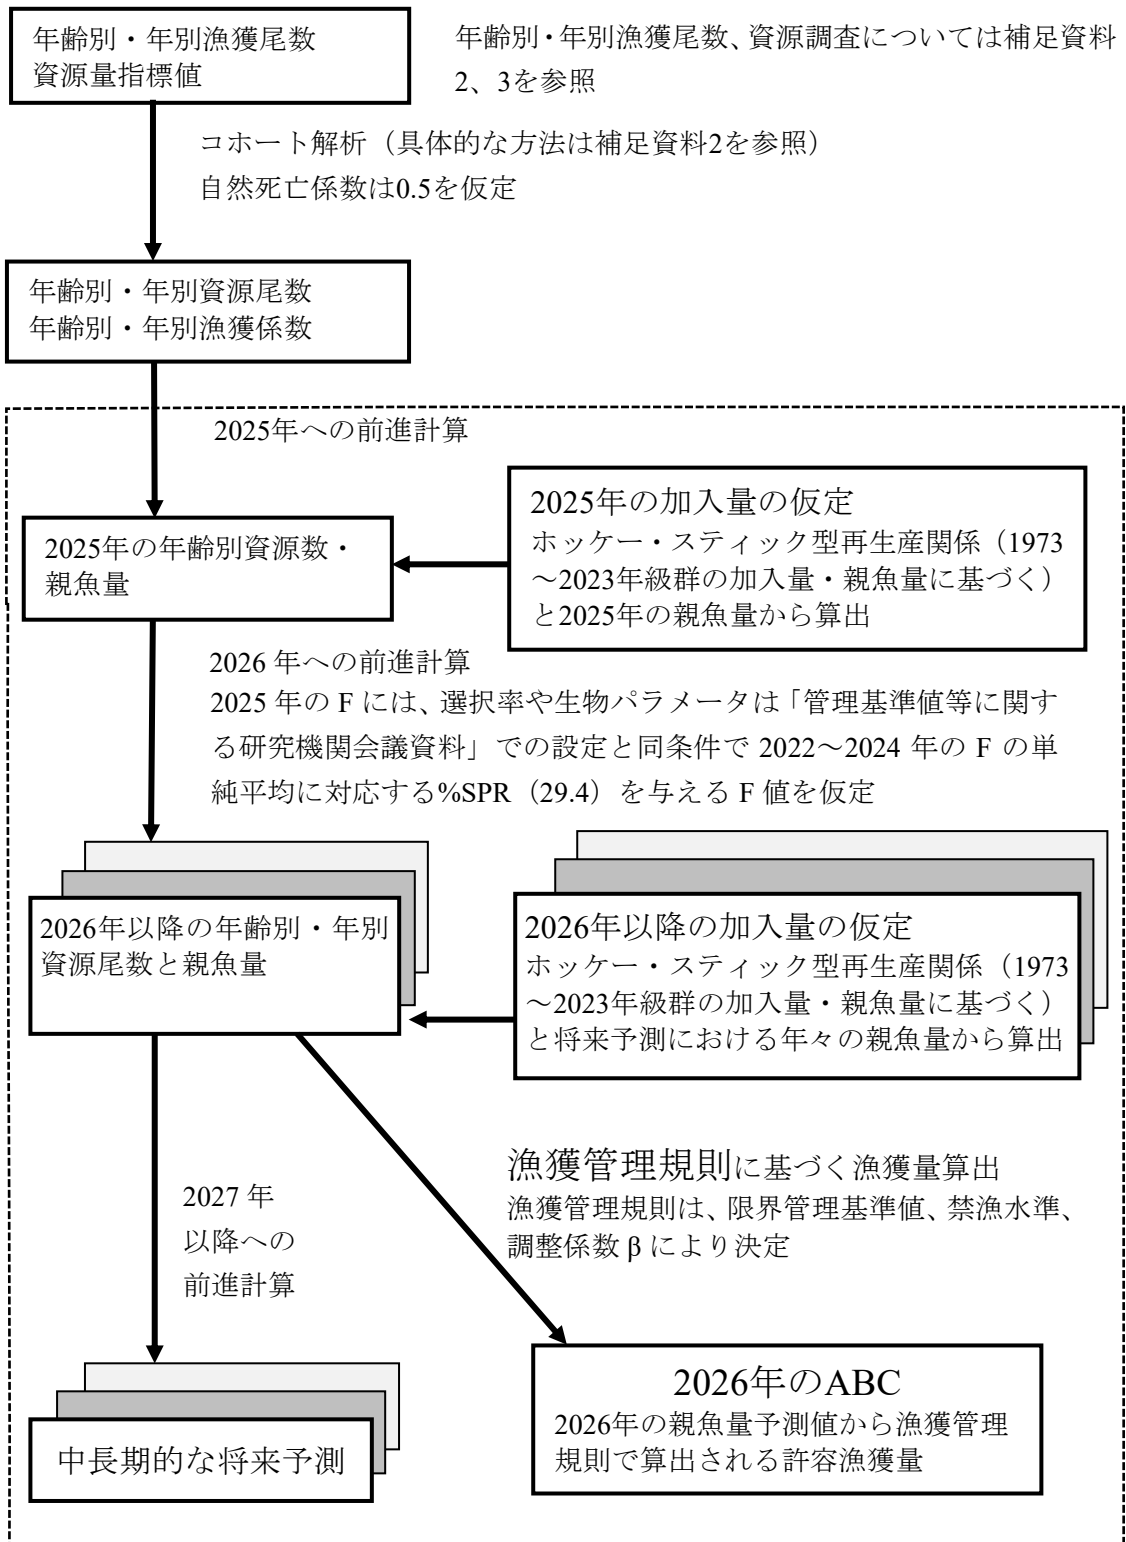 年齢別・年別漁獲尾数
資源量指標値
年齢別・年別漁獲尾数、資源調査については補足資料
2、3を参照
コホート解析（具体的な方法は補足資料2を参照）
自然死亡係数は0.5を仮定
年齢別・年別資源尾数
年齢別・年別漁獲係数
2025年への前進計算
2025年の年齢別資源数・
親魚量
2025年の加入量の仮定
ホッケー・スティック型再生産関係（1973
～2023年級群の加入量・親魚量に基づく）
と2025年の親魚量から算出
2026 年への前進計算
2025 年の F には、選択率や生物パラメータは「管理基準値等に関す
る研究機関会議資料」での設定と同条件で 2022～2024 年の F の単
純平均に対応する%SPR（29.4）を与える F 値を仮定
2026年以降の年齢別・年別
資源尾数と親魚量
2026年以降の加入量の仮定
ホッケー・スティック型再生産関係（1973
～2023年級群の加入量・親魚量に基づく）
と将来予測における年々の親魚量から算出
2027 年
以降への
前進計算
漁獲管理規則に基づく漁獲量算出
漁獲管理規則は、限界管理基準値、禁漁水準、
調整係数 β により決定
中長期的な将来予測
2026年のABC
2026年の親魚量予測値から漁獲管理
規則で算出される許容漁獲量